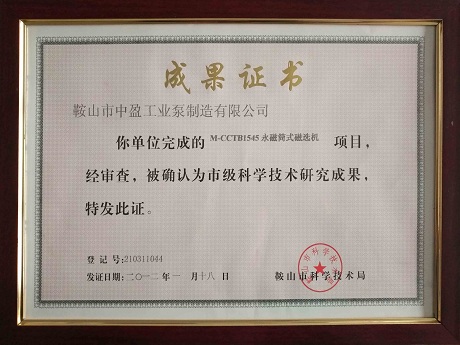 成果证书
鞍山市中盈工业泵制造有限公司
你单位完成的 M-CCTB1545永磁筒式磁选机 项目，
经审查，被确认为市级科学技术研究成果，
特发此证。
登 记 号:210311044
发证日期:二〇一二年一 月十八 日
鞍山市科学技术局